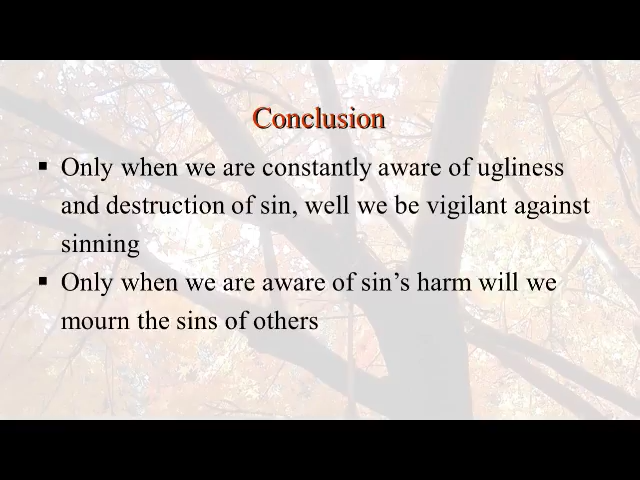 Conclusion
▪ Only when we are constantly aware of ugliness
and destruction of sin, well we be vigilant against
sinning
▪ Only when we are aware of sin’s harm will we
mourn the sins of others